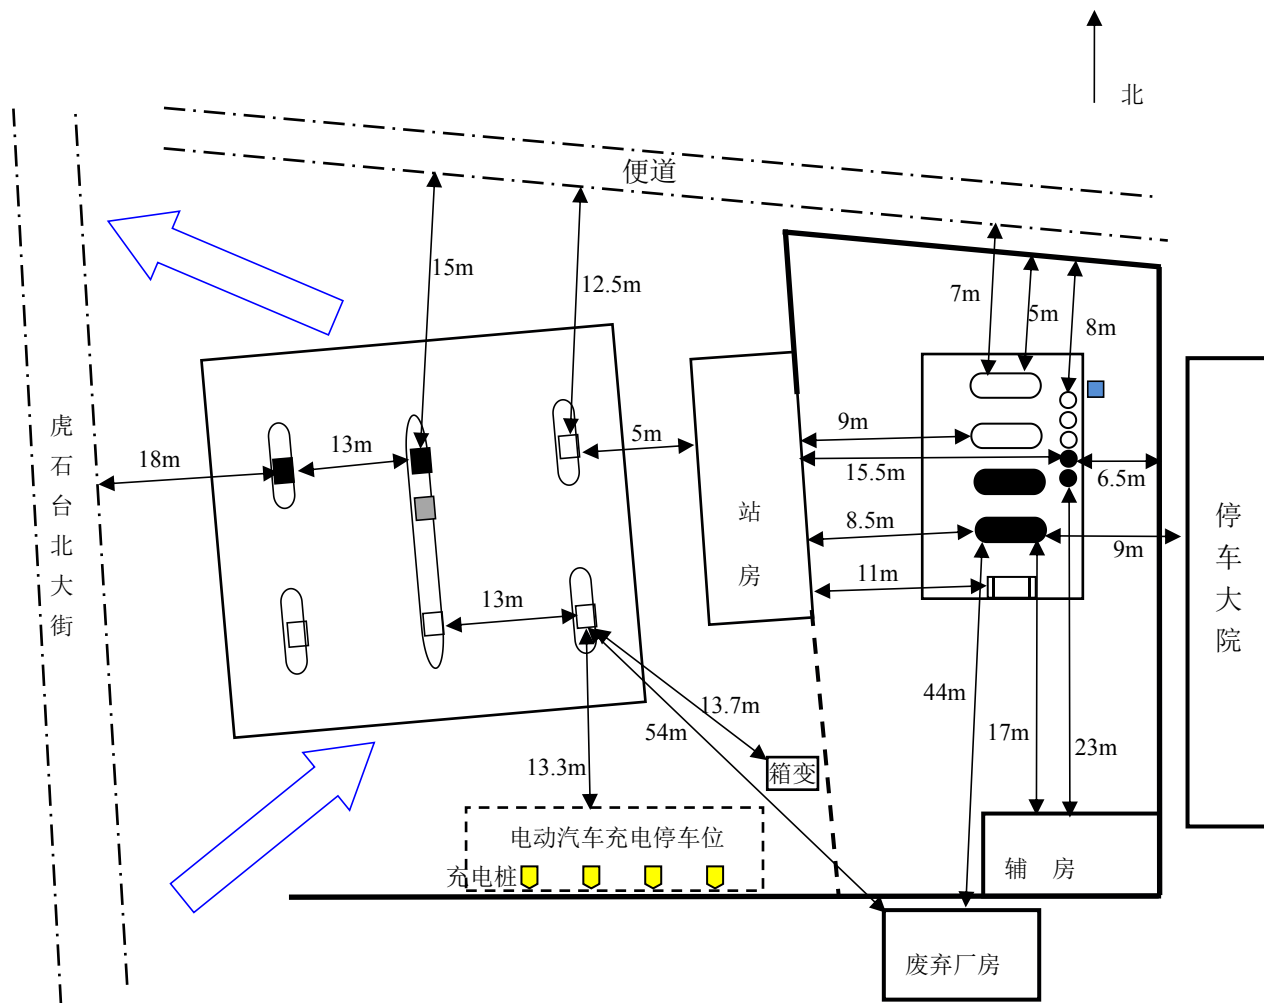 北
便道
15m
12.5m
7m
5m
8m
虎石台北大街
18m
13m
5m
9m
15.5m
6.5m
站房
8.5m
9m
停车大院
11m
13m
44m
13.7m
54m
17m
23m
13.3m
箱变
电动汽车充电停车位
充电桩
辅 房
废弃厂房